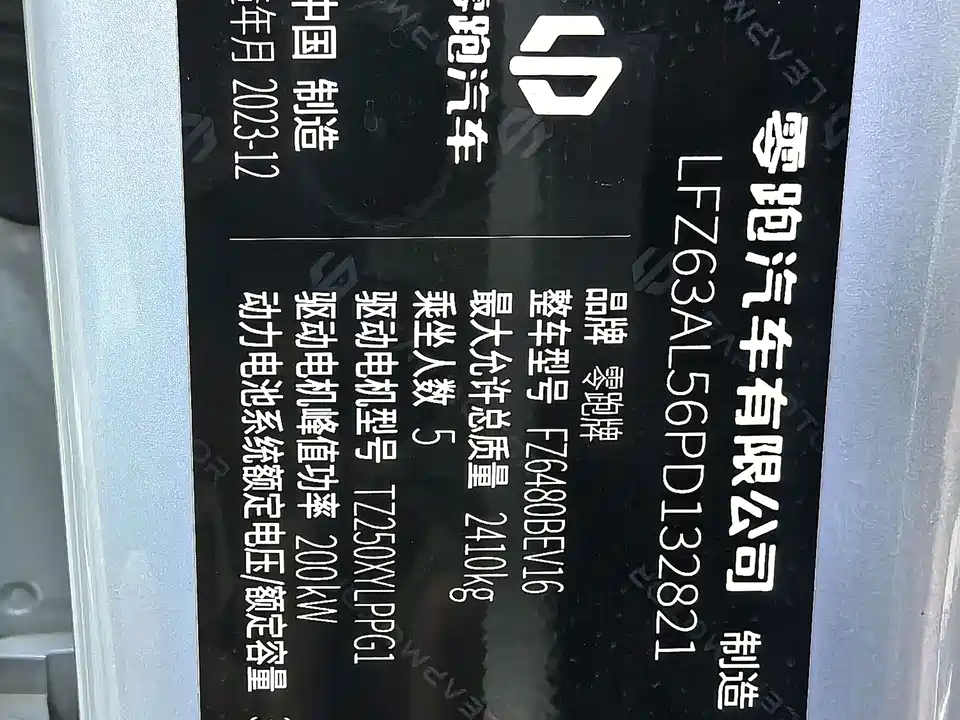 零跑汽车有限公司 制造
LFZ63AL56PD132821
品牌 零跑牌
整车型号 FZ6480BEV16
最大允许总质量 2410kg
乘坐人数 5
驱动电机型号 TZ250XYLPPG1
驱动电机峰值功率 200kW
动力电池系统额定电压/额定容量
零跑汽车
中国 制造
年月 2023-12
LEAPMOTOR